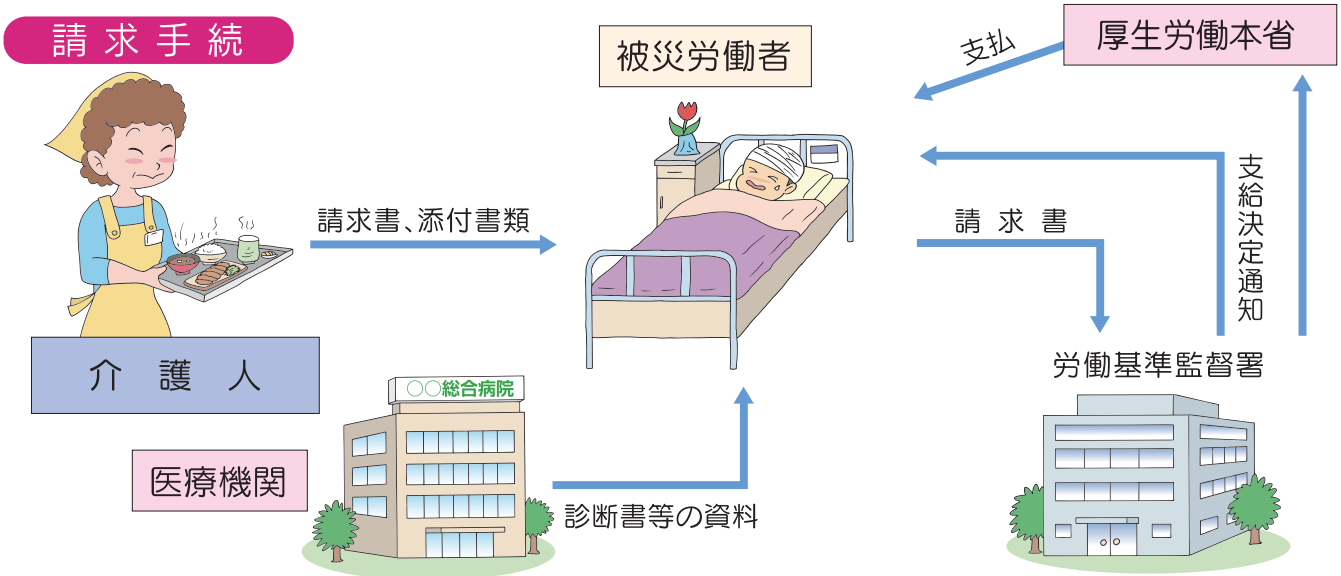 請求手続
被災労働者
厚生労働本省
支払
請求書、添付書類
請求書
支給決定通知
介護人
労働基準監督署
○○総合病院
医療機関
診断書等の資料